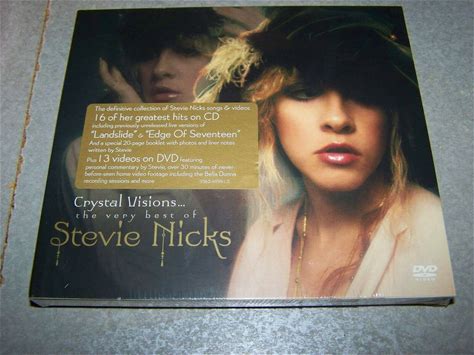 The definitive collection of Stevie Nicks songs & videos
16 of her greatest hits on CD
including previously unreleased live versions of
"Landslide" & "Edge Of Seventeen"
And a special 20-page booklet with photos and liner notes
written by Stevie
Plus 13 videos on DVD featuring
personal commentary by Stevie, over 30 minutes of never-
before-seen home video footage including the Bella Donna
recording sessions and more
Crystal Visions...
the very best of
Stevie Nicks
DVD
VIDEO